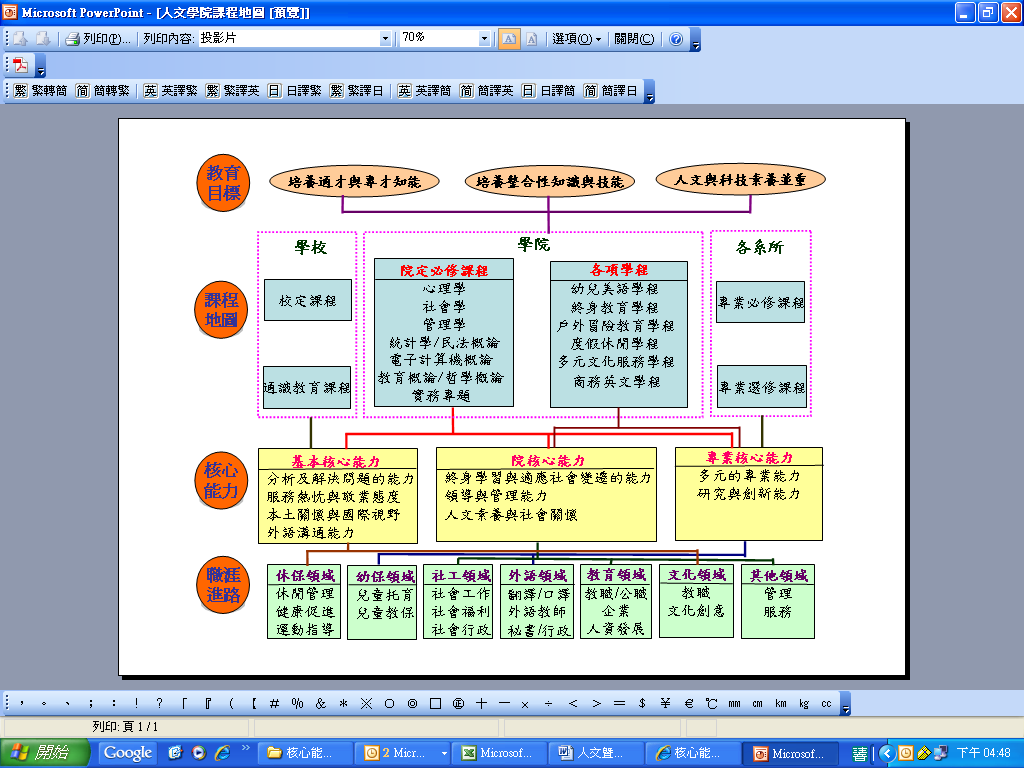 Microsoft PowerPoint - [人文學院課程地圖 [預覽]]
列印(P)... 列印內容: 投影片 70% 選項(O) 關閉(C)
繁 繁轉簡 簡 簡轉繁 英 英譯繁 繁 繁譯英 日 日譯繁 繁 繁譯日 英 英譯簡 簡 簡譯英 日 日譯簡 簡 簡譯日
教育
目標
培養通才與專才知能
培養整合性知識與技能
人文與科技素養並重
課程
地圖
學校
校定課程
通識教育課程
學院
院定必修課程
心理學
社會學
管理學
統計學/民法概論
電子計算機概論
教育概論/哲學概論
實務專題
各項學程
幼兒美語學程
終身教育學程
戶外冒險教育學程
度假休閒學程
多元文化服務學程
商務英文學程
各系所
專業必修課程
專業選修課程
核心
能力
基本核心能力
分析及解決問題的能力
服務熱忱與敬業態度
本土關懷與國際視野
外語溝通能力
院核心能力
終身學習與適應社會變遷的能力
領導與管理能力
人文素養與社會關懷
專業核心能力
多元的專業能力
研究與創新能力
職涯
進路
休保領域
休閒管理
健康促進
運動指導
幼保領域
兒童托育
兒童教保
社工領域
社會工作
社會福利
社會行政
外語領域
翻譯/口譯
外語教師
秘書/行政
教育領域
教職/公職
企業
人資發展
文化領域
教職
文化創意
其他領域
管理
服務
， 。 、 ； ： ！ ？ 「 『 （ 【 # % & * ※ ○ ◎ □ ㊣ + － × ÷ < > = $ ¥ € ℃ mm cm km kg cc
列印: 頁 1 / 1
開始 Google 核心能... 2 Micr... Microsof... 人文暨... 核心能... Microsof... 下午 04:48